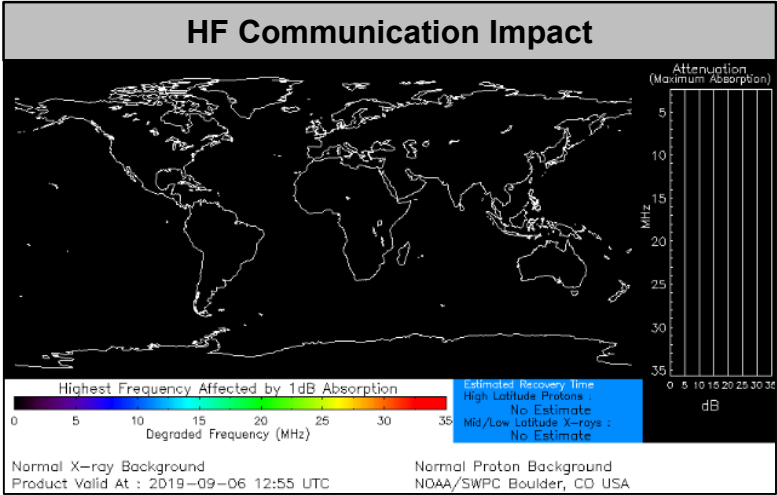 HF Communication Impact
Attenuation
(Maximum Absorption)
5
10
15
20
25
30
35
MHz
0 5 10 15 20 25 30 35
dB
Highest Frequency Affected by 1dB Absorption
0 5 10 15 20 25 30 35
Degraded Frequency (MHz)
Estimated Recovery Time
High Latitude Protons :
No Estimate
Mid/Low Latitude X-rays :
No Estimate
Normal X-ray Background
Normal Proton Background
Product Valid At : 2019-09-06 12:55 UTC
NOAA/SWPC Boulder, CO USA